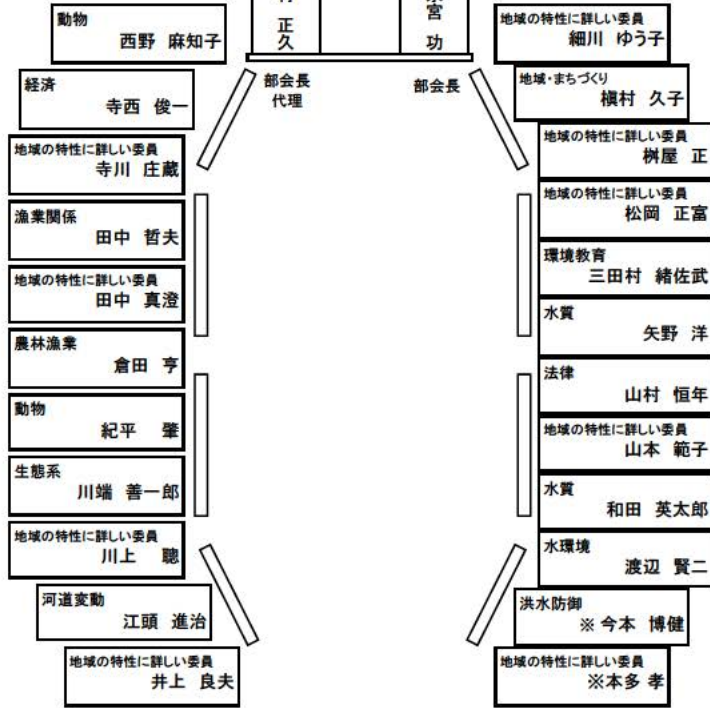 正久
宮 功
部会長
代理
部会長
動物
西野 麻知子
経済
寺西 俊一
地域の特性に詳しい委員
寺川 庄蔵
漁業関係
田中 哲夫
地域の特性に詳しい委員
田中 真澄
農林漁業
倉田 亨
動物
紀平 肇
生態系
川端 善一郎
地域の特性に詳しい委員
川上 聰
河道変動
江頭 進治
地域の特性に詳しい委員
井上 良夫
地域の特性に詳しい委員
細川 ゆう子
地域・まちづくり
槇村 久子
地域の特性に詳しい委員
桝屋 正
地域の特性に詳しい委員
松岡 正富
環境教育
三田村 緒佐武
水質
矢野 洋
法律
山村 恒年
地域の特性に詳しい委員
山本 範子
水質
和田 英太郎
水環境
渡辺 賢二
洪水防御
※ 今本 博健
地域の特性に詳しい委員
※本多 孝